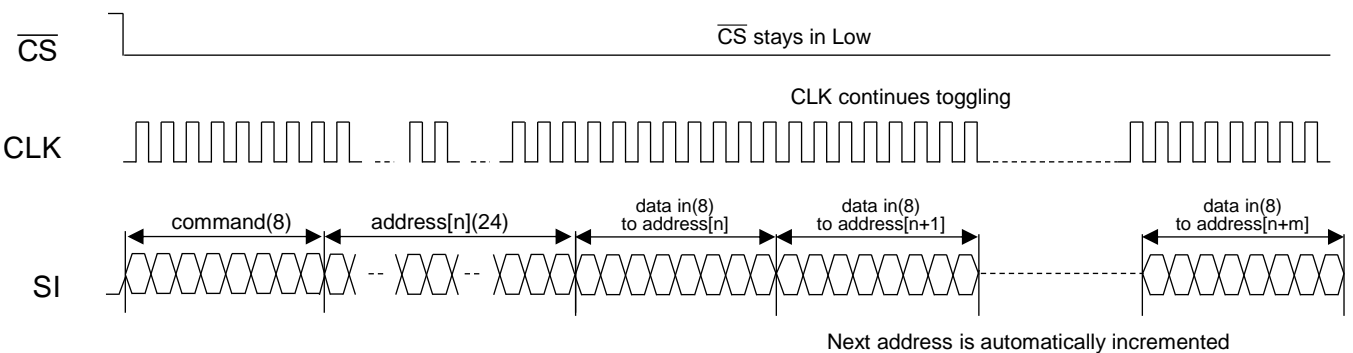 CS
CS stays in Low
CLK continues toggling
CLK
command(8)
address[n](24)
data in(8)
to address[n]
data in(8)
to address[n+1]
data in(8)
to address[n+m]
SI
Next address is automatically incremented